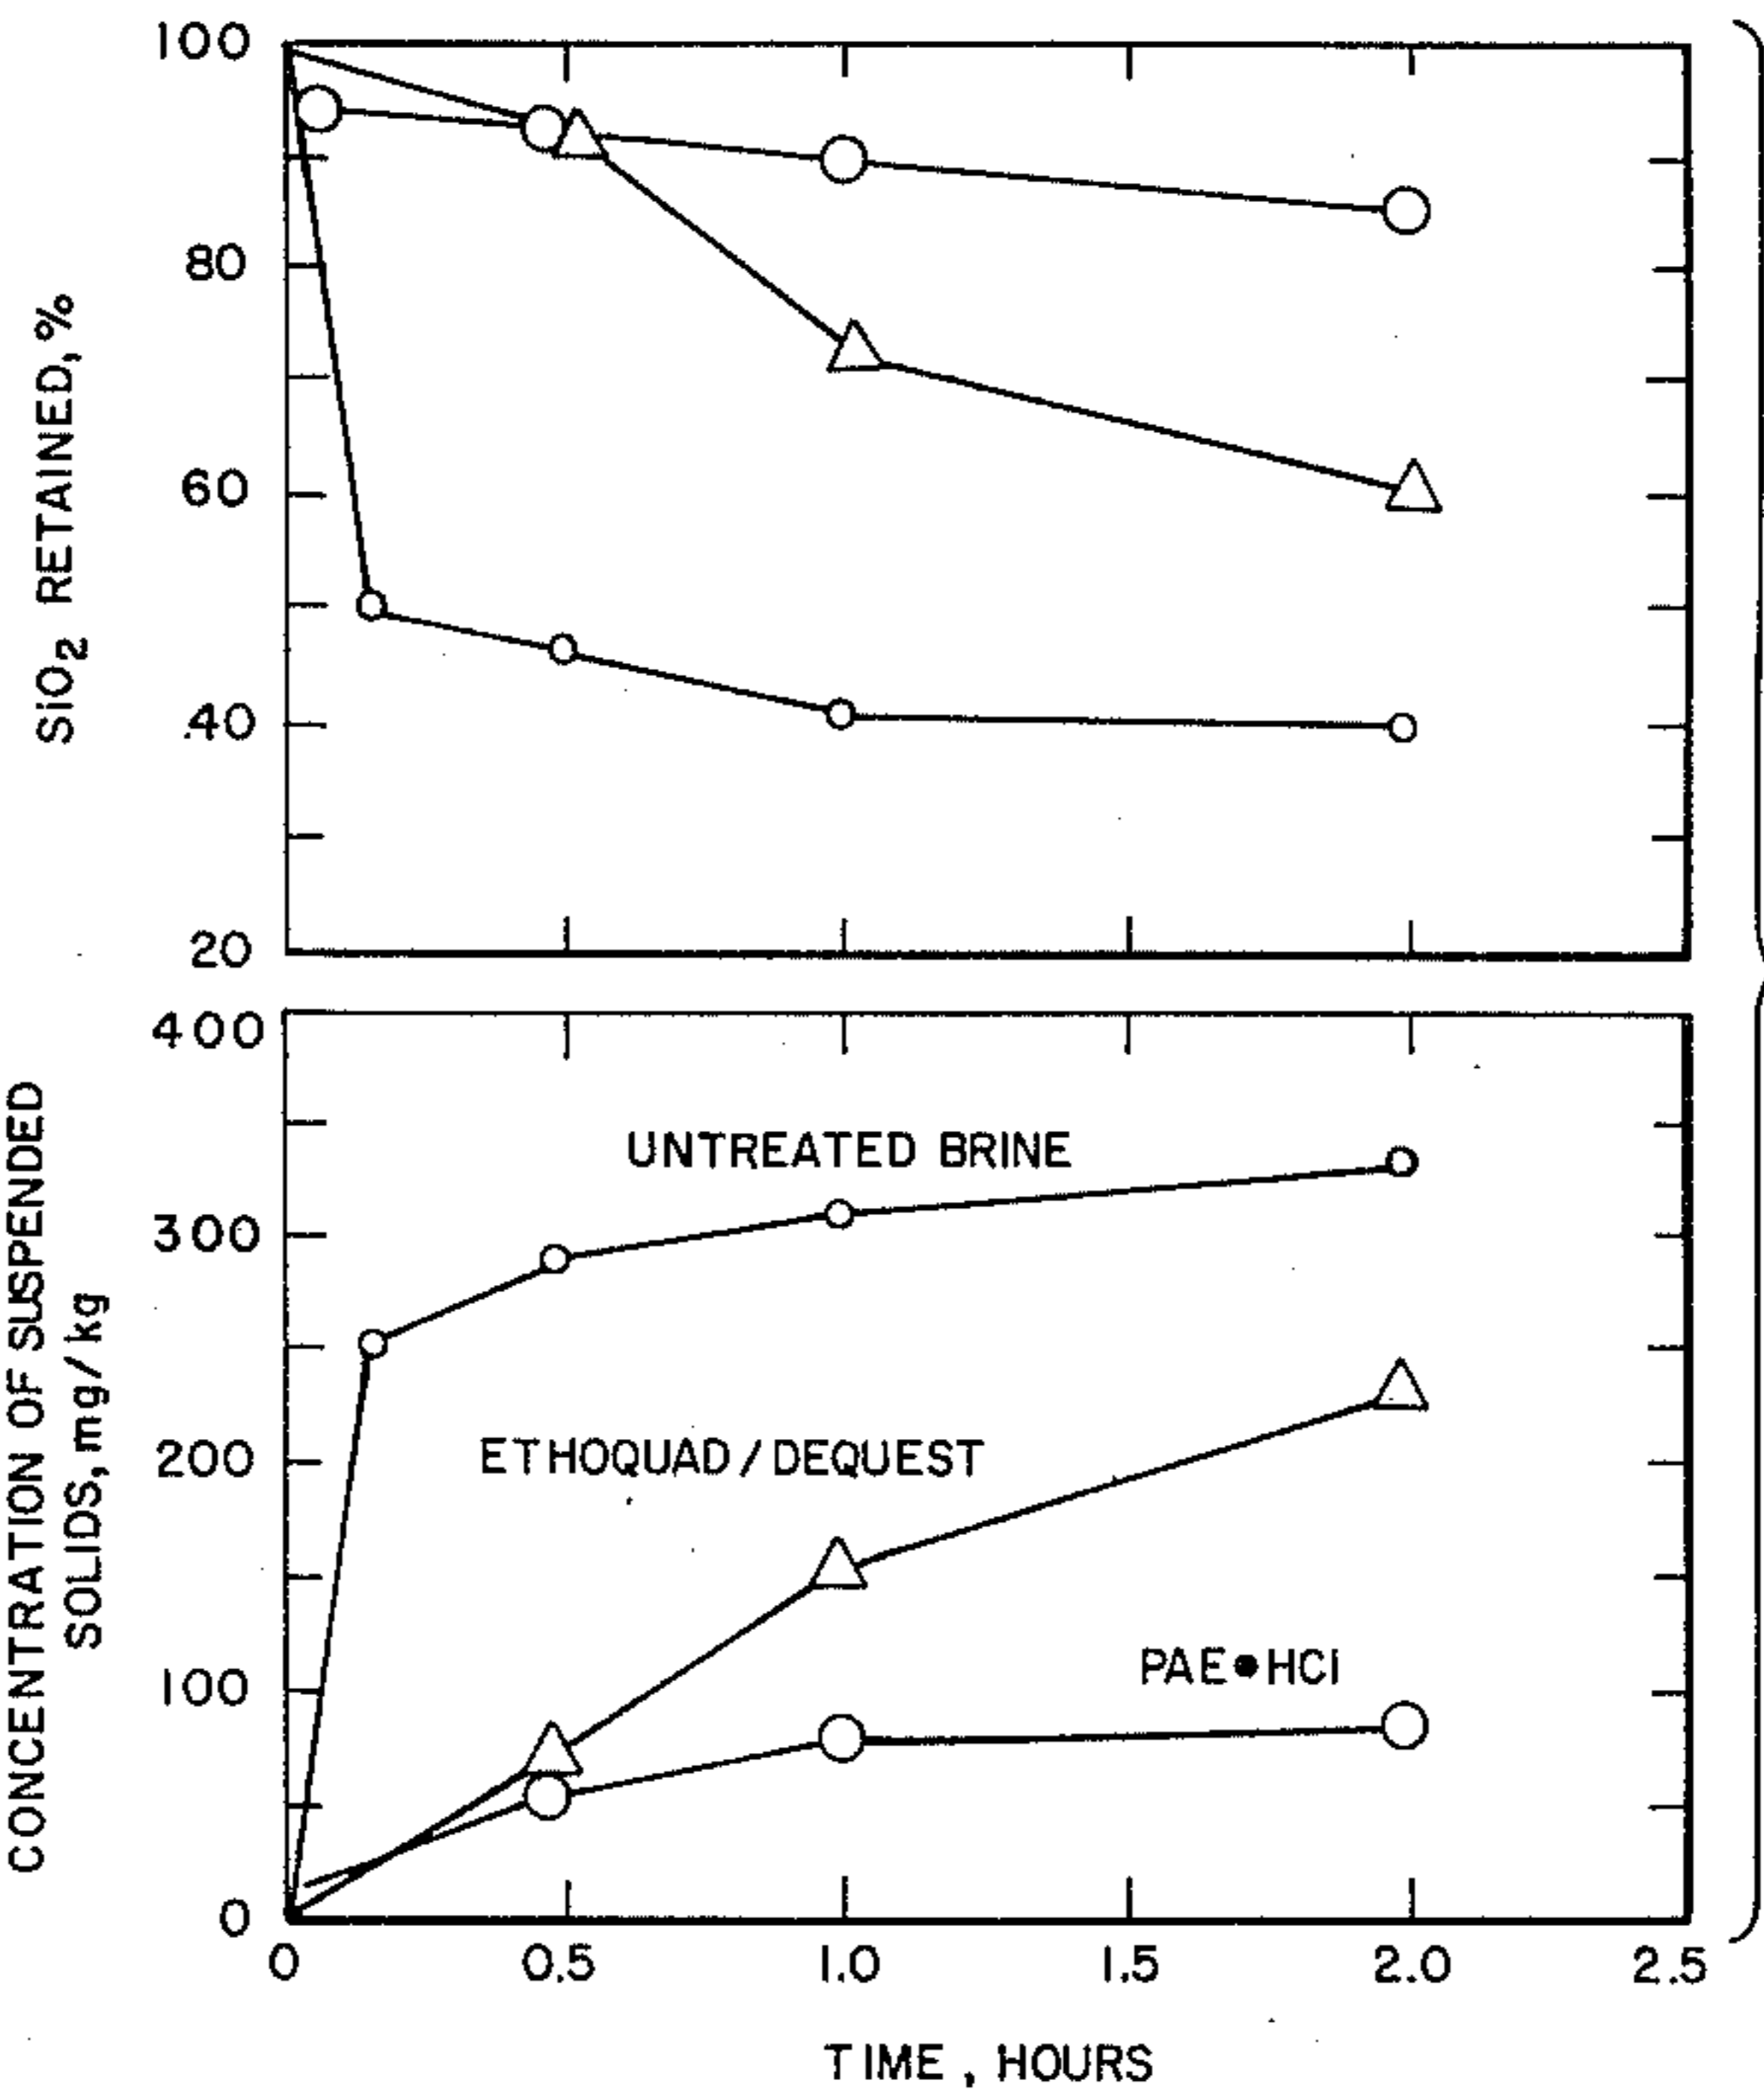 100
80
60
.40
20
SiO₂ RETAINED, %
400
300
200
100
0
CONCENTRATION OF SUSPENDED
SOLIDS, mg/kg
UNTREATED BRINE
ETHOQUAD / DEQUEST
PAE●HCl
0 0.5 1.0 1.5 2.0 2.5
TIME , HOURS